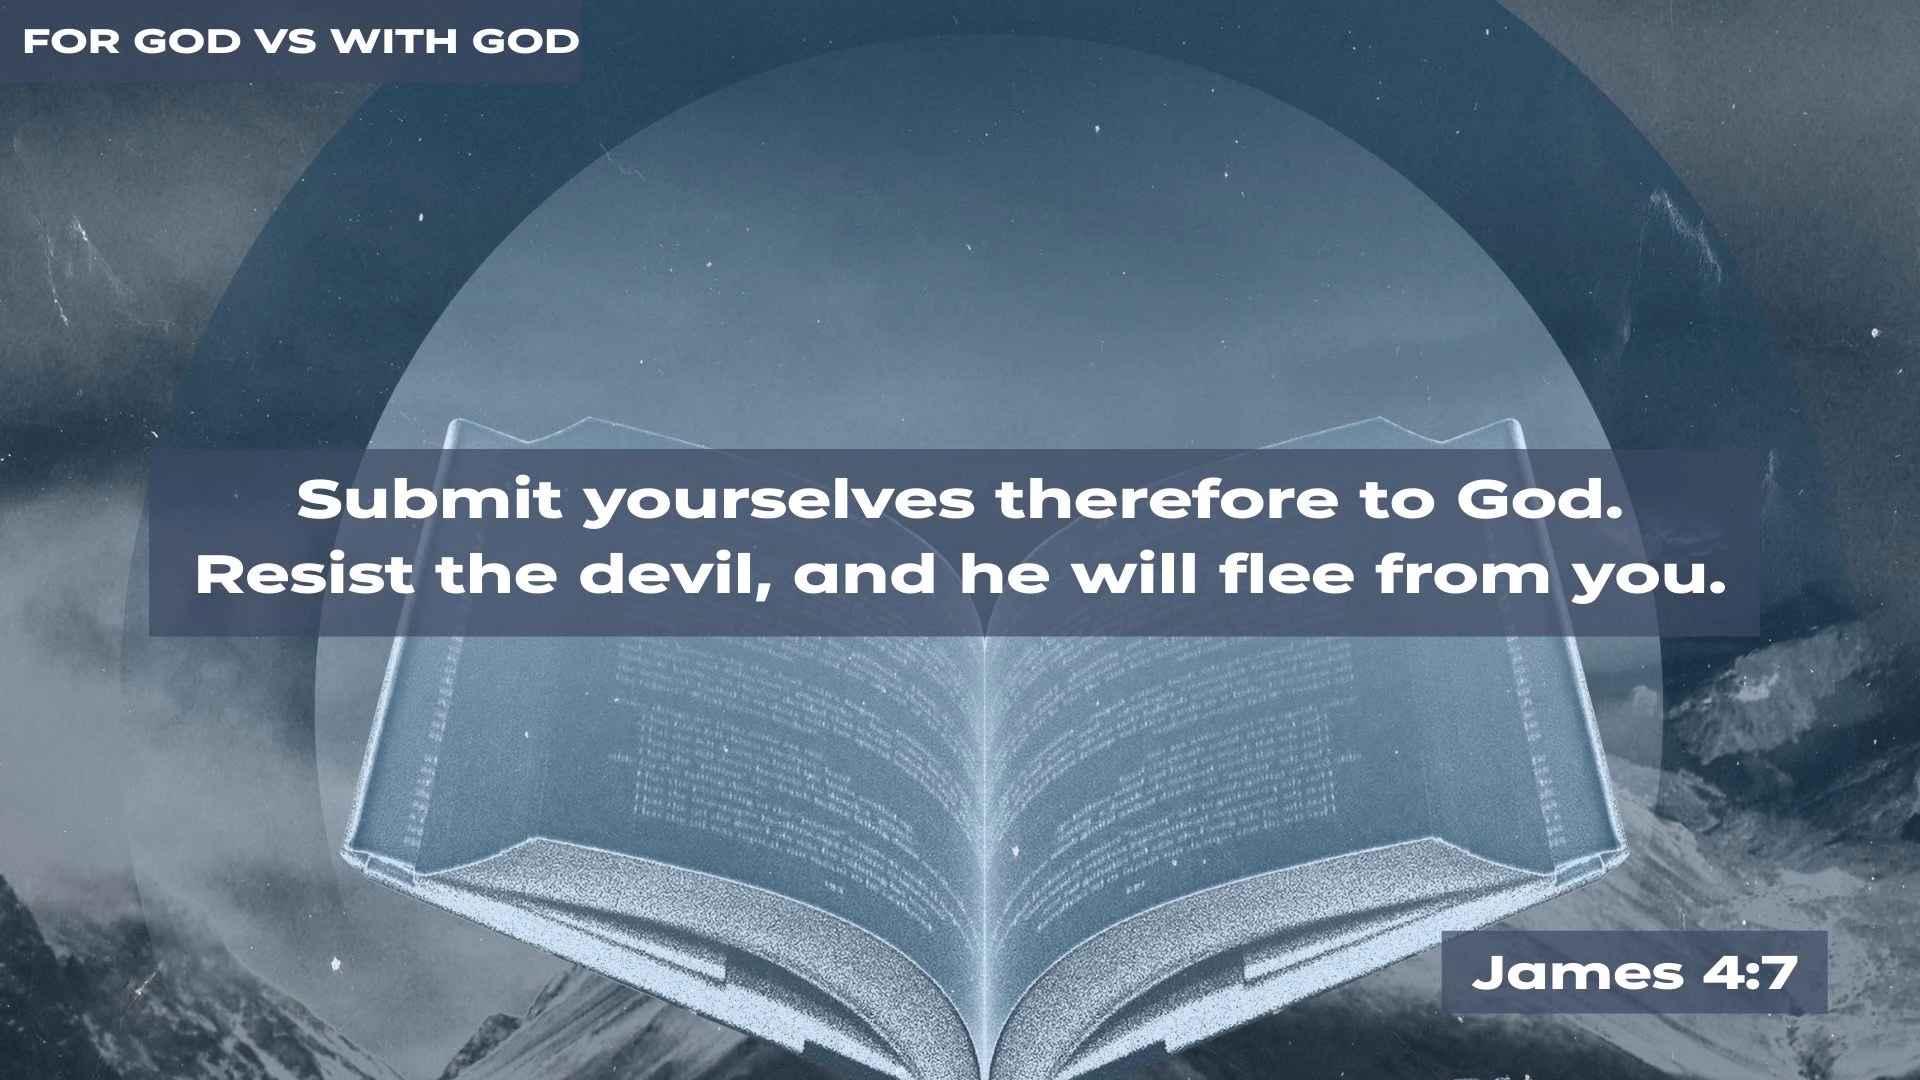 FOR GOD VS WITH GOD
Submit yourselves therefore to God.
Resist the devil, and he will flee from you.
James 4:7